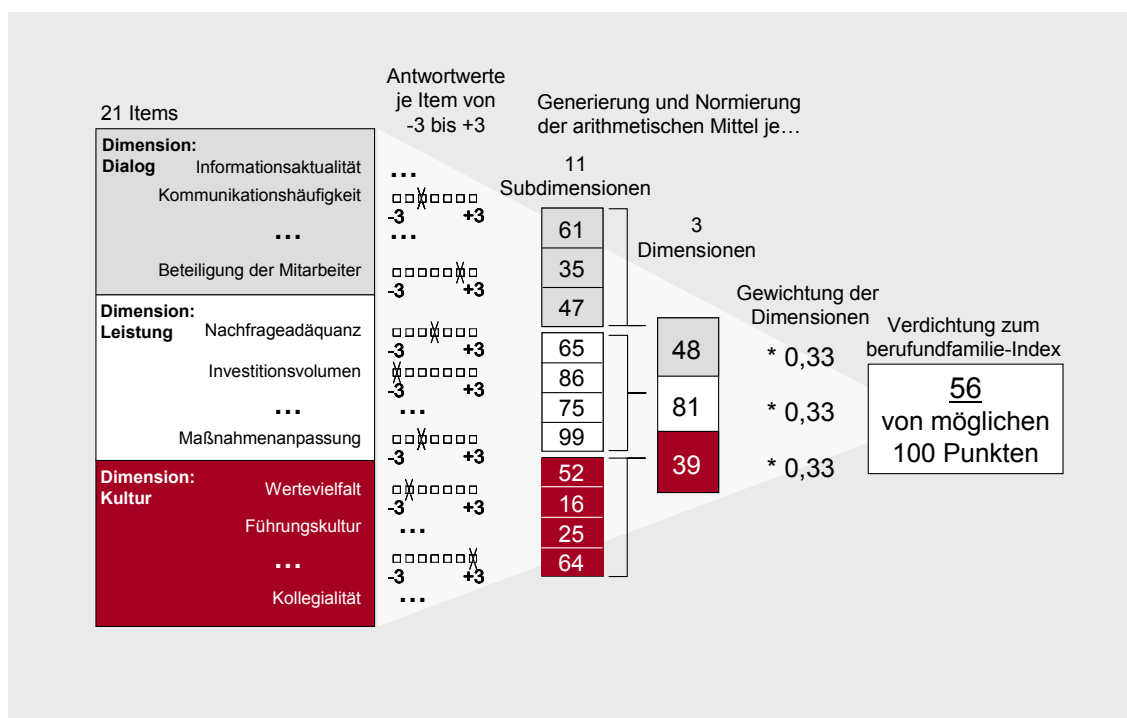 21 Items
Antwortwerte
je Item von
-3 bis +3
Generierung und Normierung
der arithmetischen Mittel je…
Dimension:
Dialog
Informationsaktualität
Kommunikationshäufigkeit
...
Beteiligung der Mitarbeiter
Dimension:
Leistung
Nachfrageadäquanz
Investitionsvolumen
...
Maßnahmenanpassung
Dimension:
Kultur
Wertevielfalt
Führungskultur
...
Kollegialität
...
-3 +3
...
-3 +3
-3 +3
-3 +3
...
-3 +3
-3 +3
...
-3 +3
...
11
Subdimensionen
61
35
47
65
86
75
99
52
16
25
64
3
Dimensionen
48
81
39
Gewichtung der
Dimensionen
* 0,33
* 0,33
* 0,33
Verdichtung zum
berufundfamilie-Index
56
von möglichen
100 Punkten